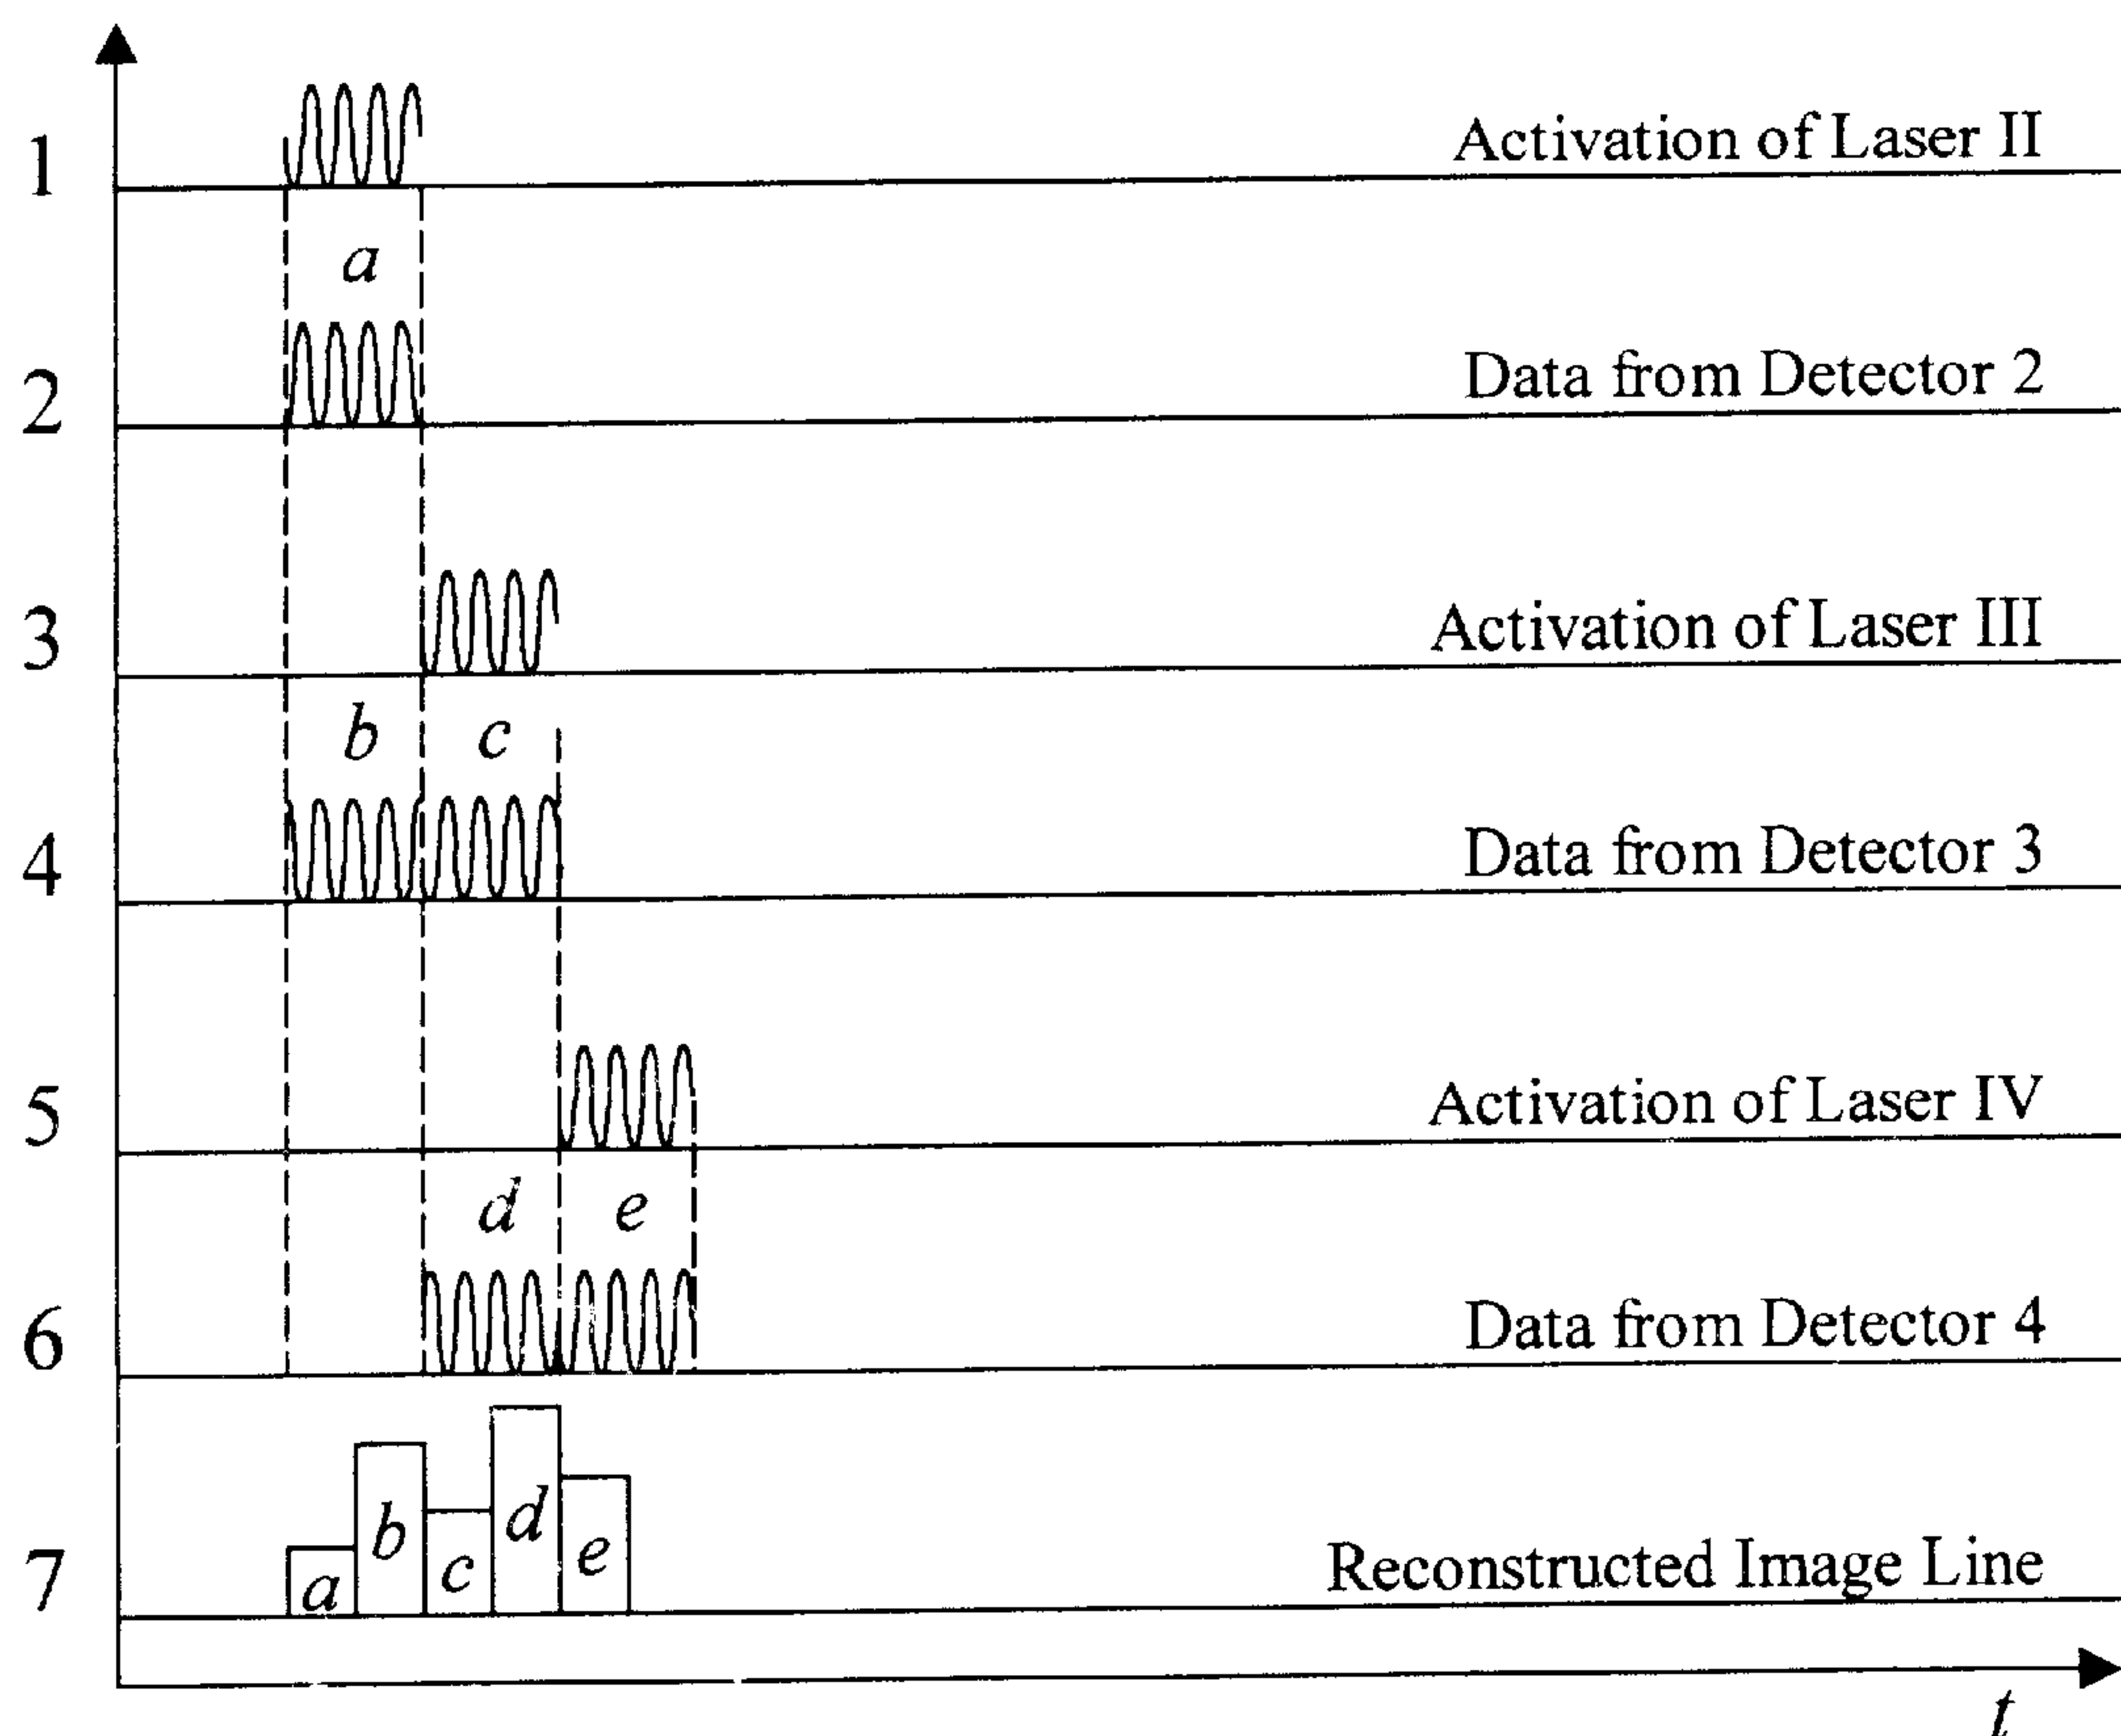 1 Activation of Laser II
a
2 Data from Detector 2
3 Activation of Laser III
b c
4 Data from Detector 3
5 Activation of Laser IV
d e
6 Data from Detector 4
7 a b c d e Reconstructed Image Line
t